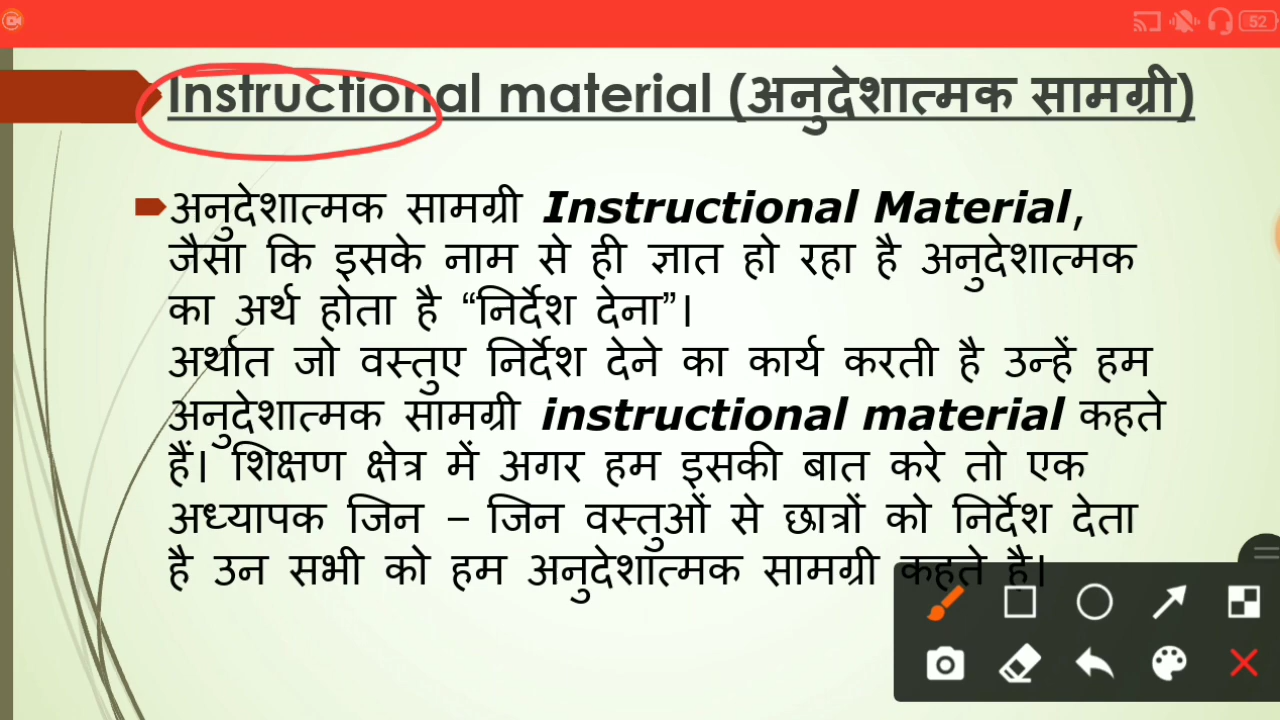 52
Instructional material (अनुदेशात्मक सामग्री)
अनुदेशात्मक सामग्री Instructional Material,
जैसा कि इसके नाम से ही ज्ञात हो रहा है अनुदेशात्मक
का अर्थ होता है “निर्देश देना”।
अर्थात जो वस्तुए निर्देश देने का कार्य करती है उन्हें हम
अनुदेशात्मक सामग्री instructional material कहते
हैं। शिक्षण क्षेत्र में अगर हम इसकी बात करे तो एक
अध्यापक जिन – जिन वस्तुओं से छात्रों को निर्देश देता
है उन सभी को हम अनुदेशात्मक सामग्री कहते है।